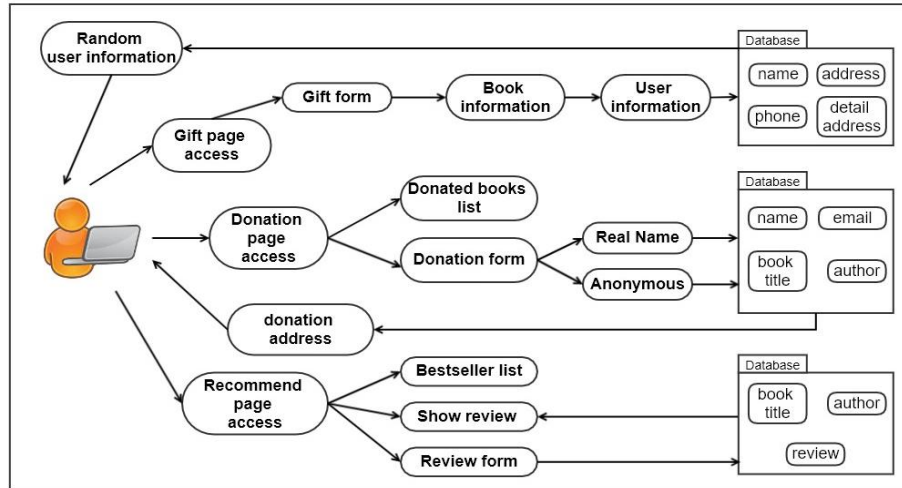 Random
user information
Database
name
address
phone
detail
address
Gift form
Book
information
User
information
Gift page
access
Donated books
list
Donation
page
access
Donation form
Real Name
Anonymous
Database
name
email
book
title
author
donation
address
Recommend
page
access
Bestseller list
Show review
Review form
Database
book
title
author
review